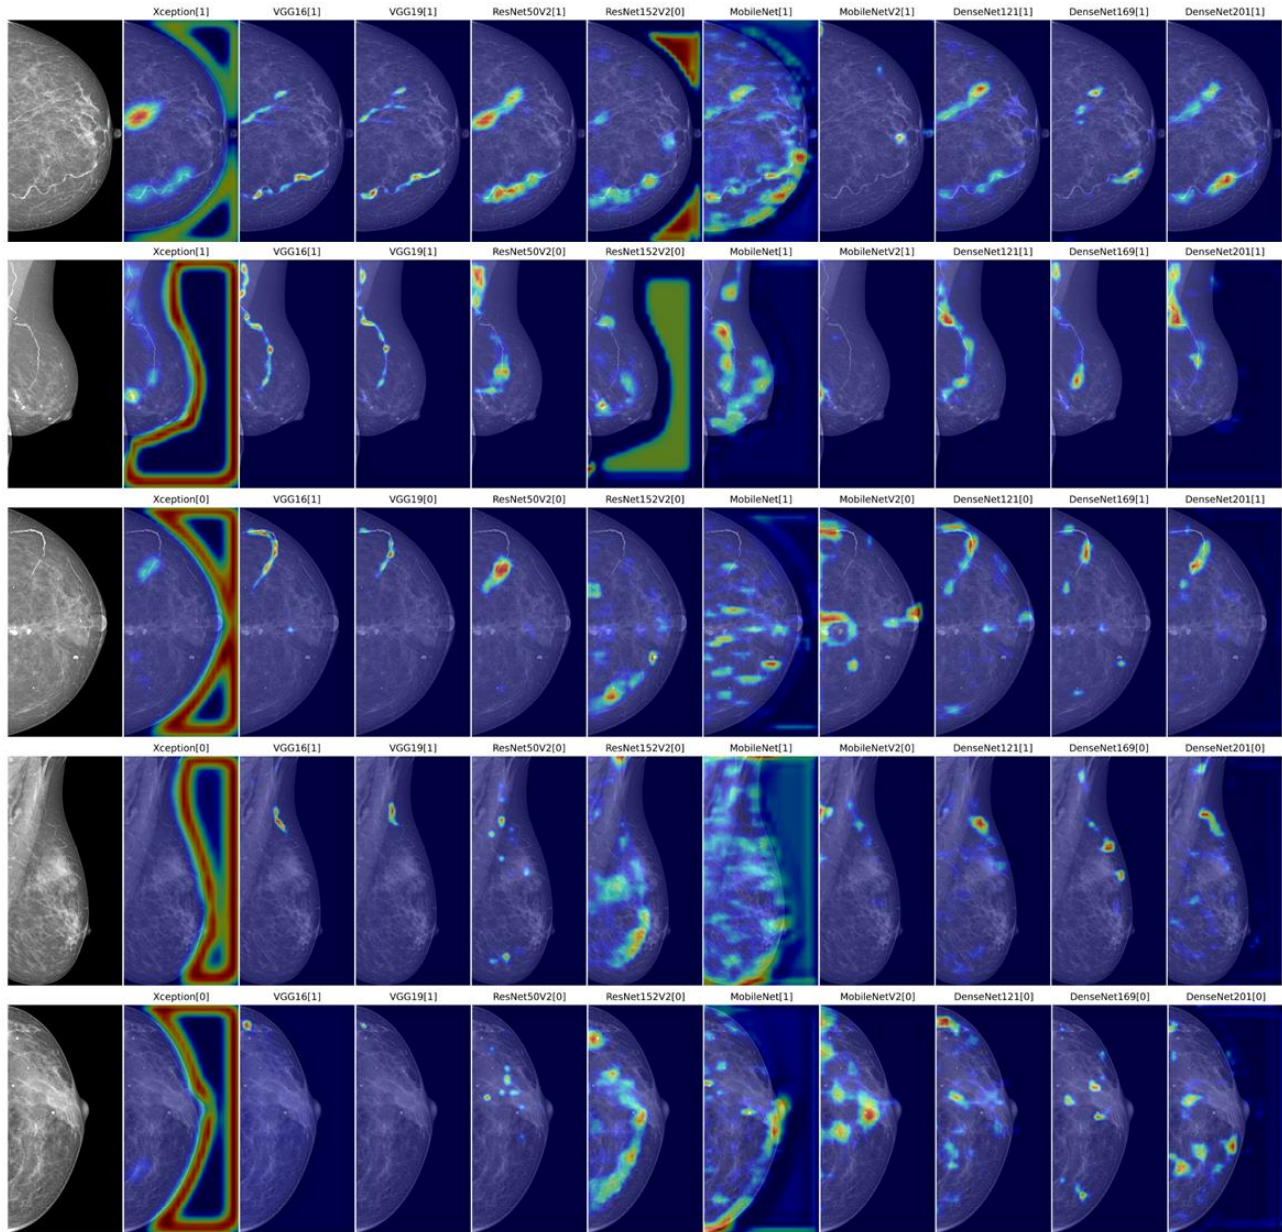 Xception[1] VGG16[1] VGG19[1] ResNet50V2[1] ResNet152V2[0] MobileNet[1] MobileNetV2[1] DenseNet121[1] DenseNet169[1] DenseNet201[1]
Xception[1] VGG16[1] VGG19[1] ResNet50V2[0] ResNet152V2[0] MobileNet[1] MobileNetV2[1] DenseNet121[1] DenseNet169[1] DenseNet201[1]
Xception[0] VGG16[1] VGG19[0] ResNet50V2[0] ResNet152V2[0] MobileNet[1] MobileNetV2[0] DenseNet121[0] DenseNet169[1] DenseNet201[1]
Xception[0] VGG16[1] VGG19[1] ResNet50V2[0] ResNet152V2[0] MobileNet[1] MobileNetV2[0] DenseNet121[1] DenseNet169[0] DenseNet201[0]
Xception[0] VGG16[1] VGG19[1] ResNet50V2[0] ResNet152V2[0] MobileNet[1] MobileNetV2[0] DenseNet121[0] DenseNet169[0] DenseNet201[0]